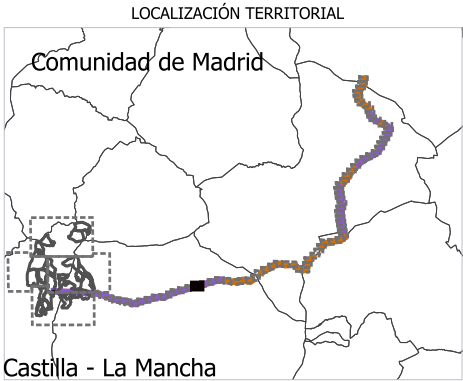 LOCALIZACIÓN TERRITORIAL
Comunidad de Madrid
Castilla - La Mancha